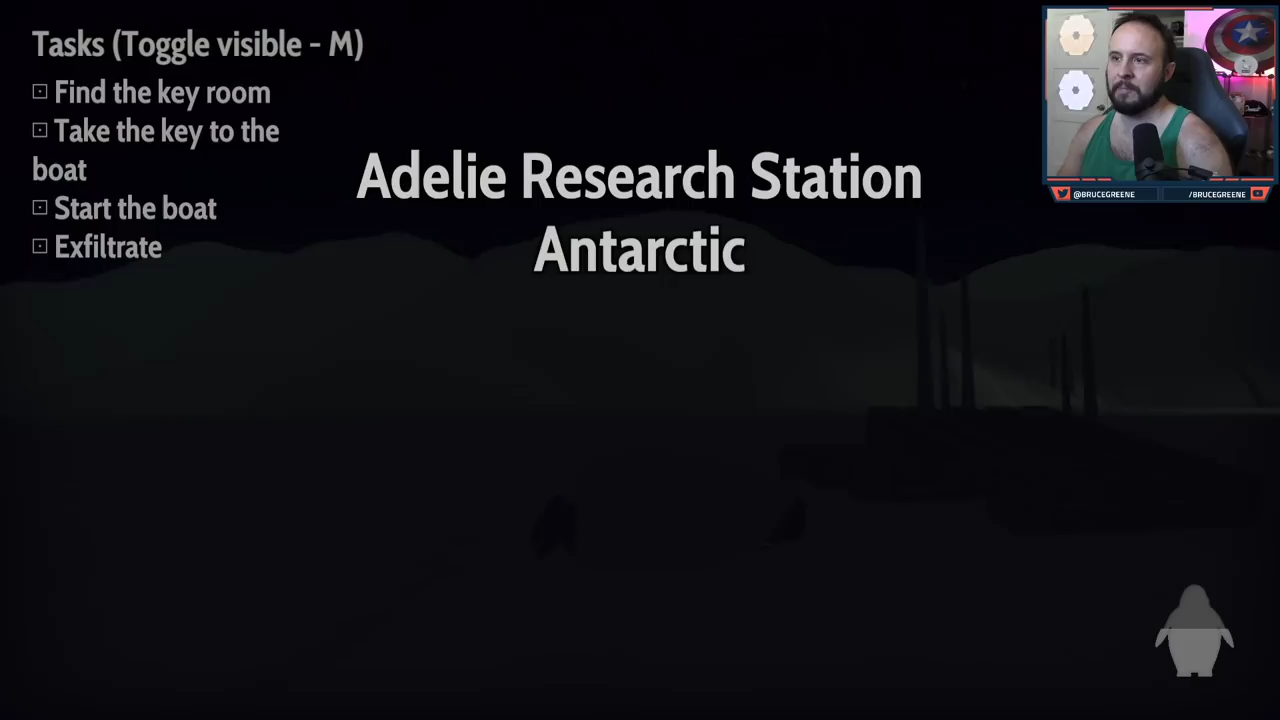 Tasks (Toggle visible - M)
Find the key room
Take the key to the
boat
Start the boat
Exfiltrate
Adelie Research Station
Antarctic
@BRUCEGREENE
/BRUCEGREENE